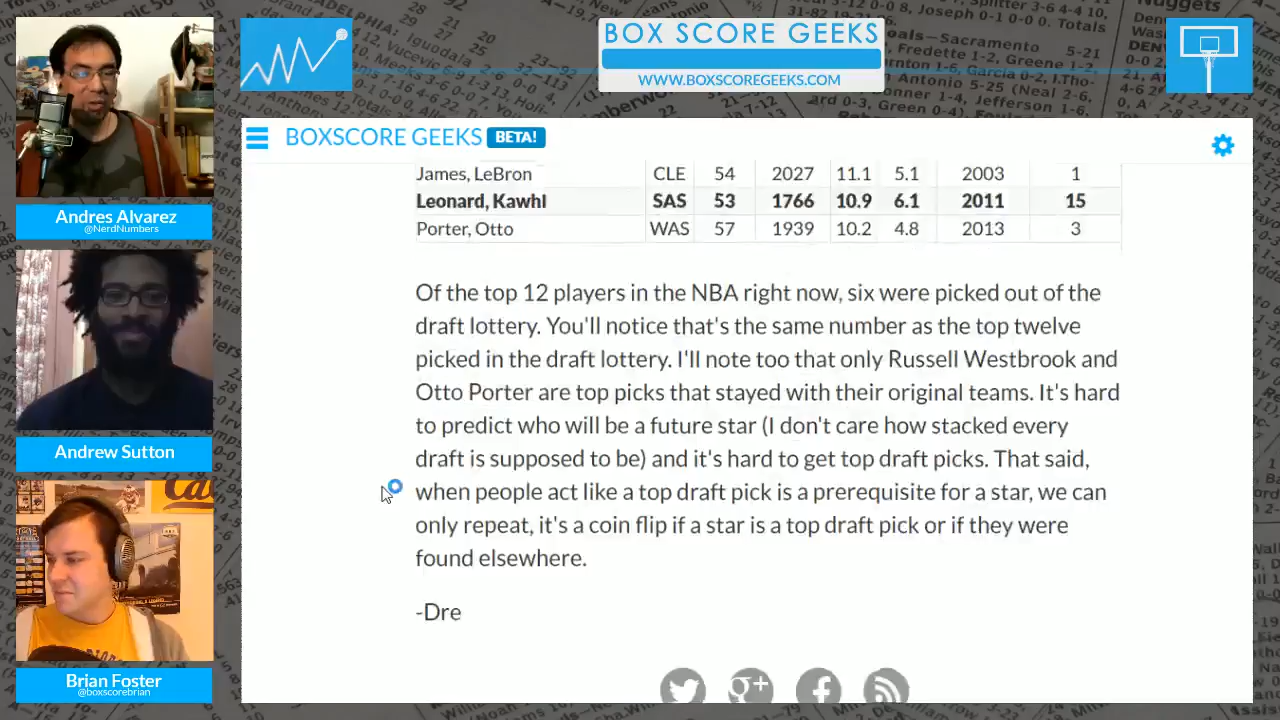 BOX SCORE GEEKS
WWW.BOXSCOREGEEKS.COM
Andres Alvarez
@NerdNumbers
Andrew Sutton
Brian Foster
@boxscorebrian
BOXSCORE GEEKS BETA!
James, LeBron CLE 54 2027 11.1 5.1 2003 1
Leonard, Kawhl SAS 53 1766 10.9 6.1 2011 15
Porter, Otto WAS 57 1939 10.2 4.8 2013 3
Of the top 12 players in the NBA right now, six were picked out of the
draft lottery. You'll notice that's the same number as the top twelve
picked in the draft lottery. I'll note too that only Russell Westbrook and
Otto Porter are top picks that stayed with their original teams. It's hard
to predict who will be a future star (I don't care how stacked every
draft is supposed to be) and it's hard to get top draft picks. That said,
when people act like a top draft pick is a prerequisite for a star, we can
only repeat, it's a coin flip if a star is a top draft pick or if they were
found elsewhere.
-Dre